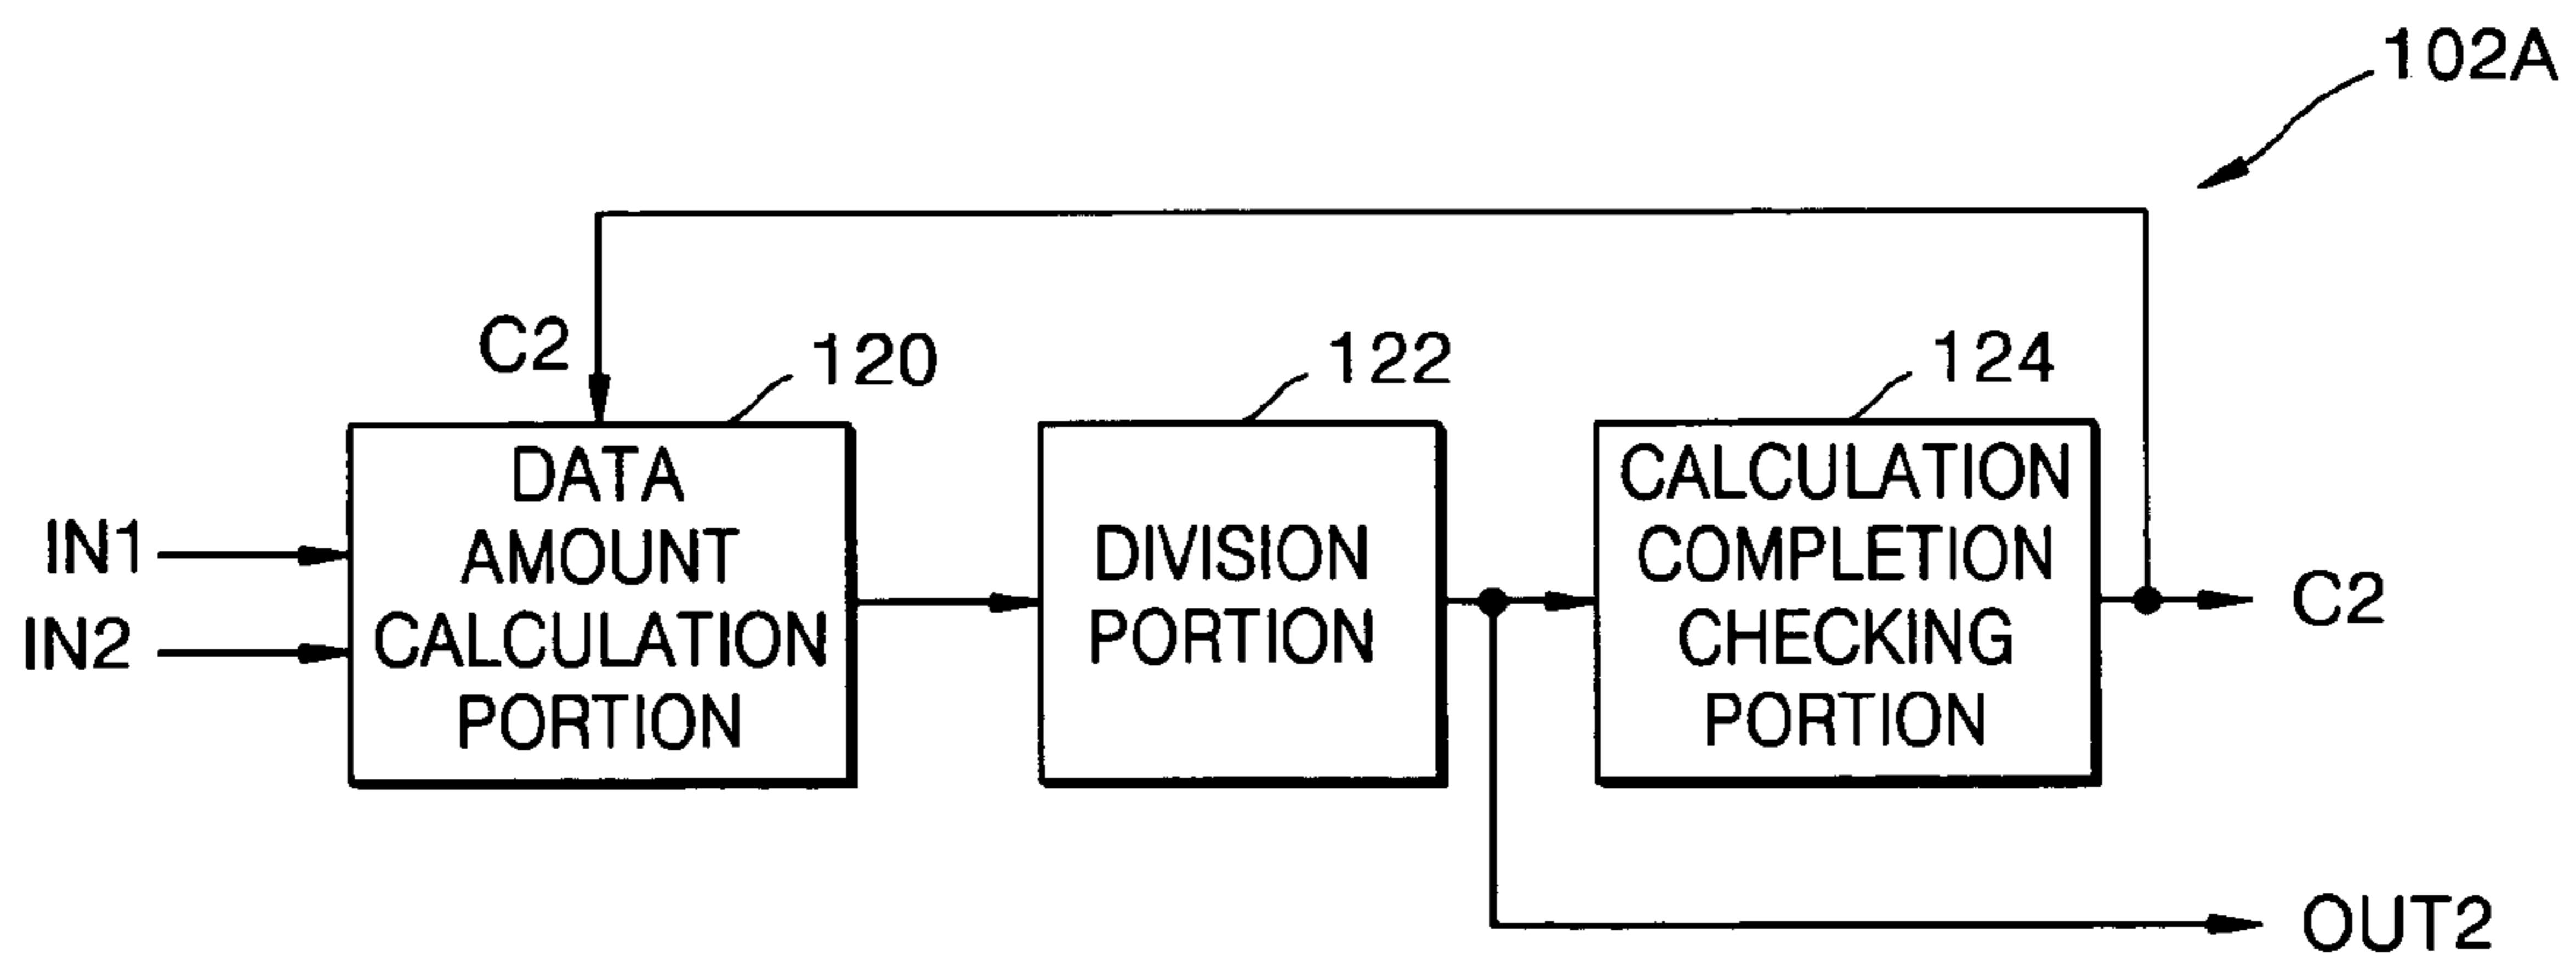 102A
C2
120
122
124
IN1
IN2
DATA
AMOUNT
CALCULATION
PORTION
DIVISION
PORTION
CALCULATION
COMPLETION
CHECKING
PORTION
C2
OUT2